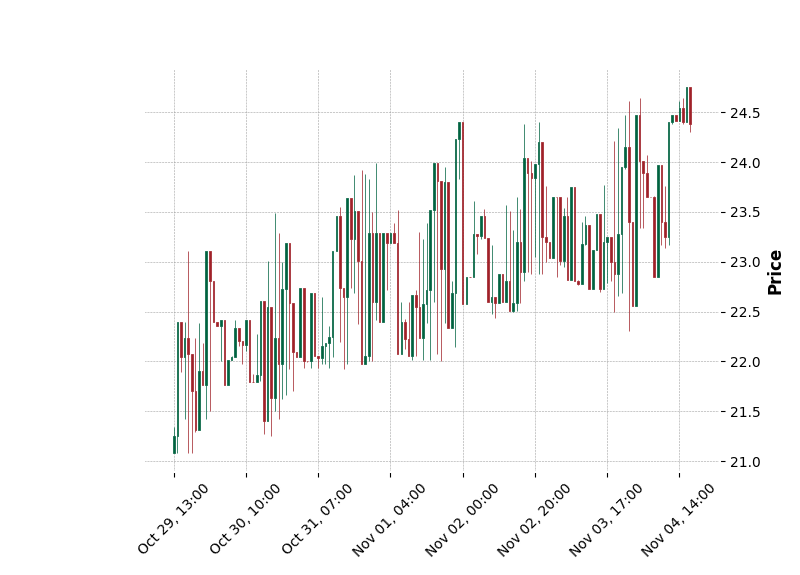 24.5
24.0
23.5
23.0
22.5
22.0
21.5
21.0
Price
Oct 29, 13:00
Oct 30, 10:00
Oct 31, 07:00
Nov 01, 04:00
Nov 02, 00:00
Nov 02, 20:00
Nov 03, 17:00
Nov 04, 14:00